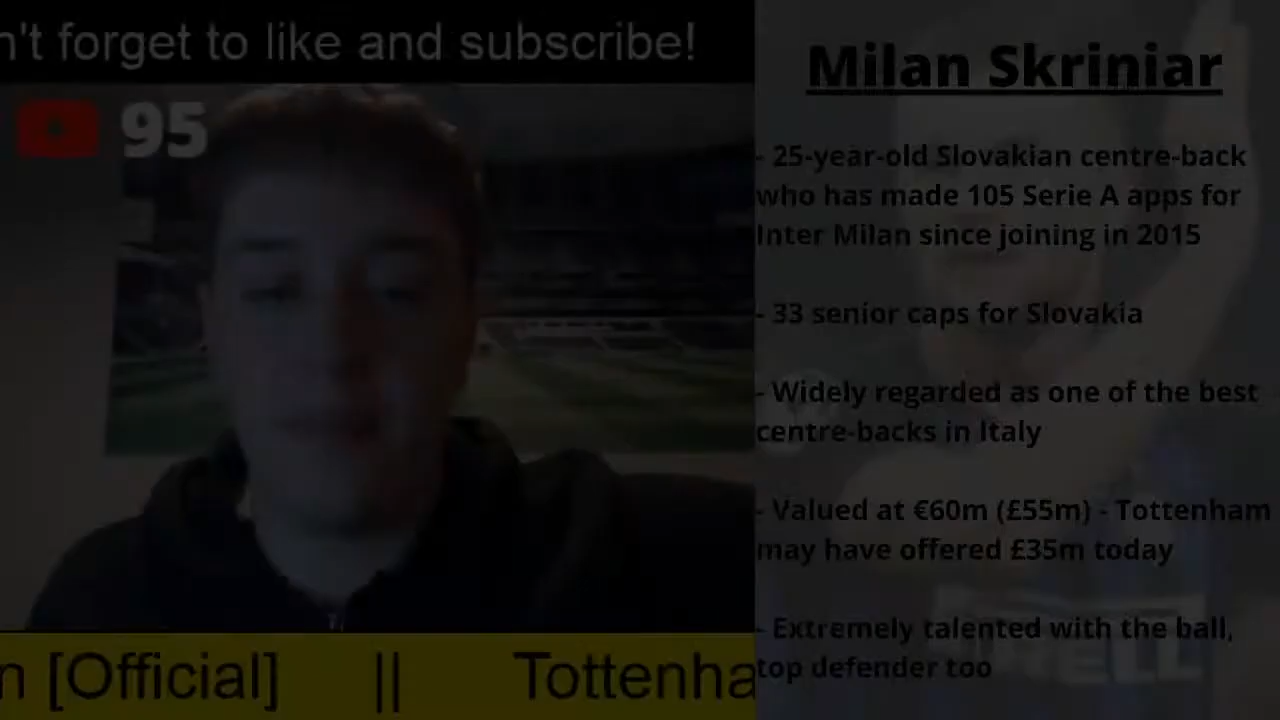 n't forget to like and subscribe!
95
Milan Skriniar
- 25-year-old Slovakian centre-back
who has made 105 Serie A apps for
Inter Milan since joining in 2015
- 33 senior caps for Slovakia
- Widely regarded as one of the best
centre-backs in Italy
- Valued at €60m (£55m) - Tottenham
may have offered £35m today
- Extremely talented with the ball,
top defender too
n [Official] || Tottenha